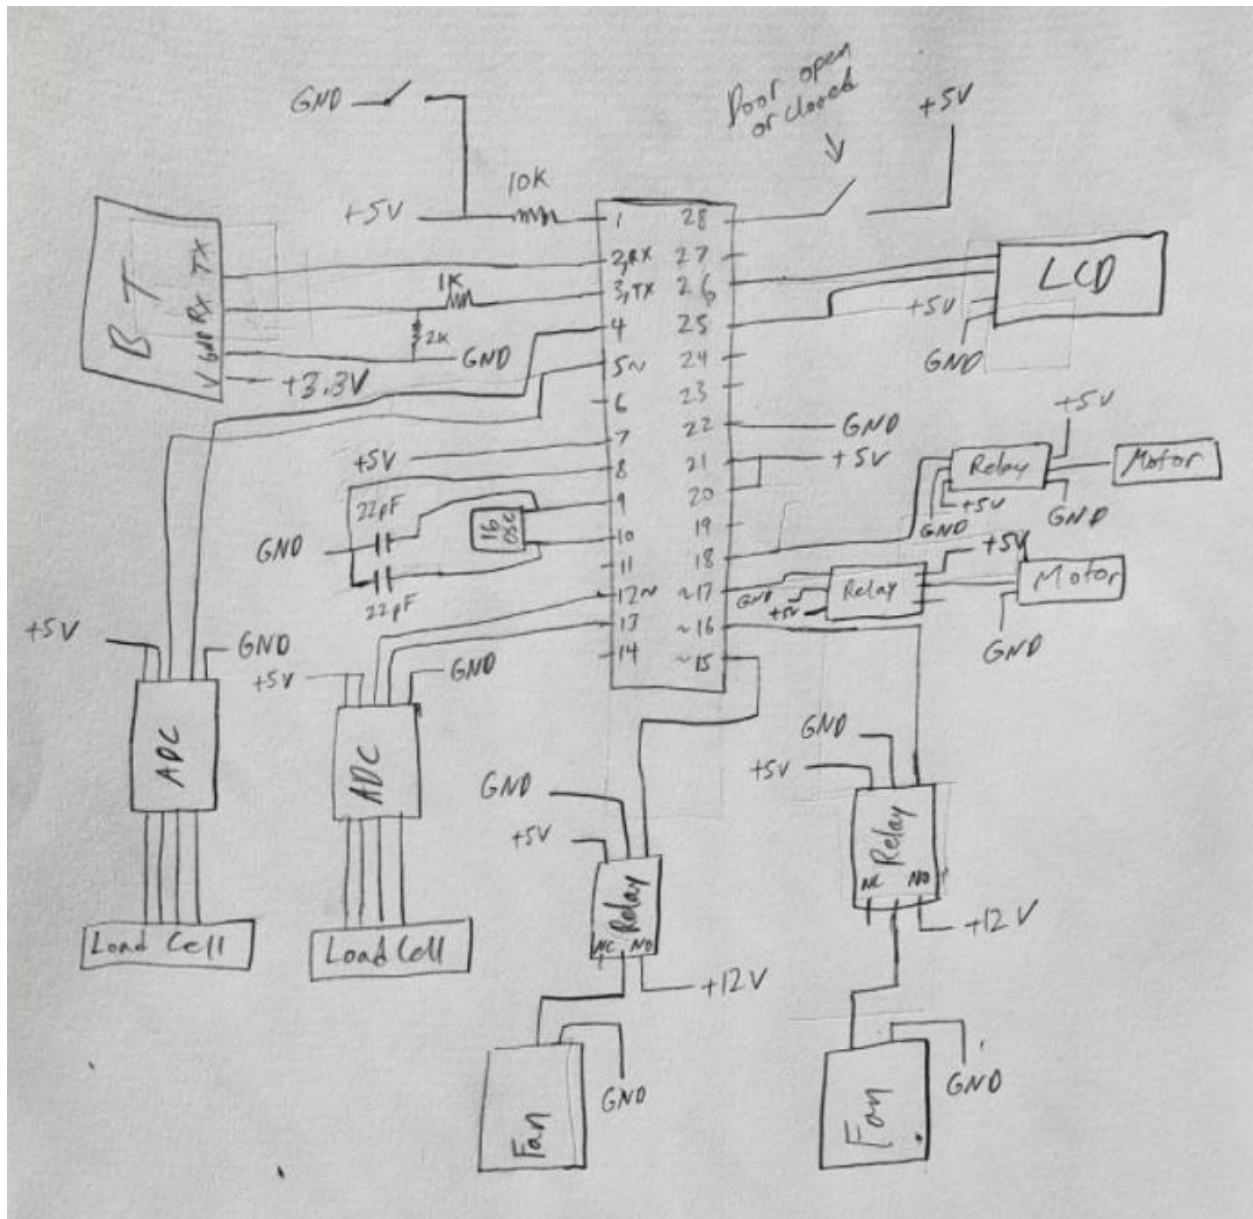 Door open
or closed
GND
+5V
10K
+5V
1
28
BT
TX
Rx
GND
V
2,RX
27
1K
3,TX
26
LCD
2K
4
25
+5V
GND
GND
+3.3V
5~
24
6
23
7
22
GND
+5V
+5V
8
21
+5V
Relay
Motor
22pF
9
20
+5V
GND
GND
16
OSC
GND
10
19
11
18
+5V
22pF
12~
~17
GND
+5V
Relay
Motor
13
~16
GND
14
~15
+5V
GND
+5V
GND
ADC
ADC
GND
+5V
GND
+5V
Relay
NC
NO
+12V
Relay
NC
NO
+12V
Load Cell
Load Cell
Fan
GND
Fan
GND